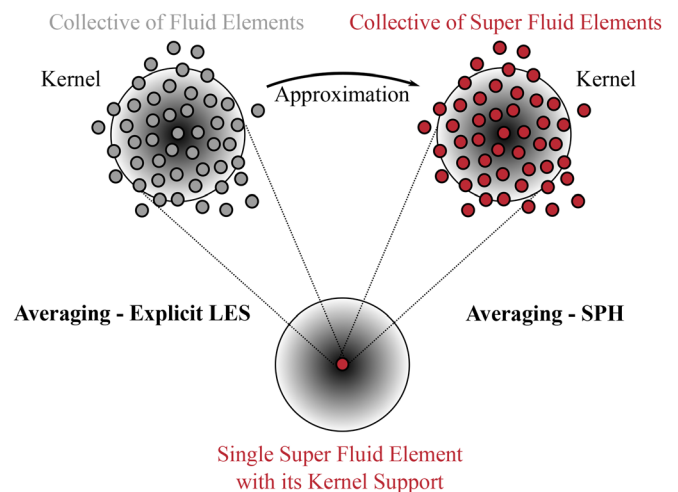 Collective of Fluid Elements
Collective of Super Fluid Elements
Kernel
Approximation
Kernel
Averaging - Explicit LES
Averaging - SPH
Single Super Fluid Element
with its Kernel Support